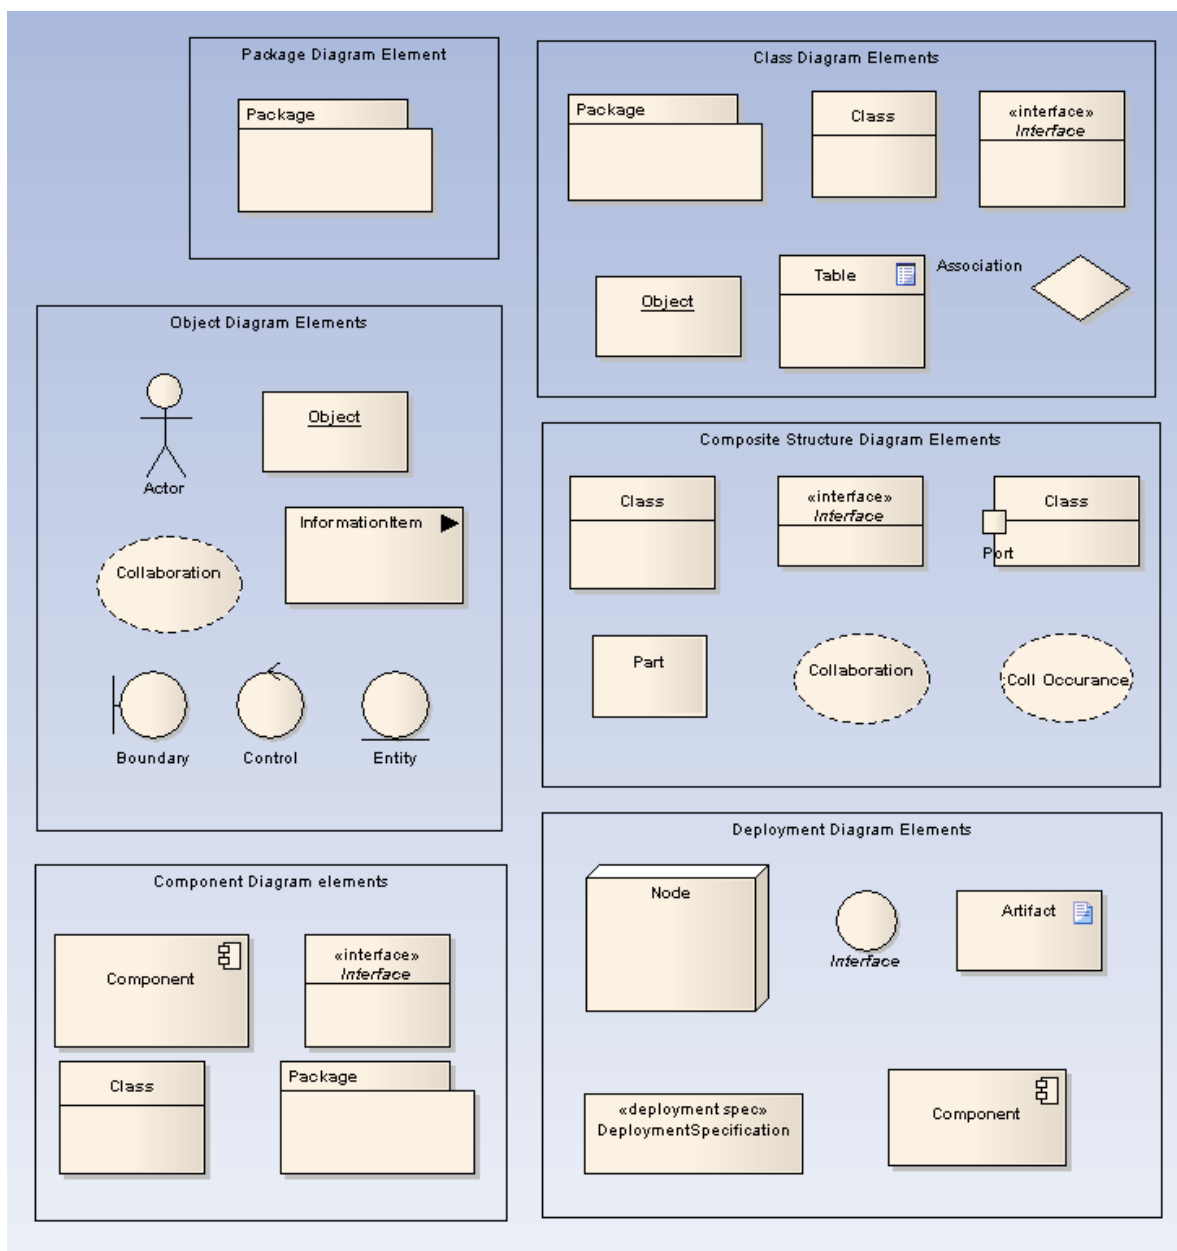 Package Diagram Element
Package
Class Diagram Elements
Package
Class
«interface»
Interface
Object
Table
Association
Object Diagram Elements
Actor
Object
InformationItem
Collaboration
Boundary
Control
Entity
Composite Structure Diagram Elements
Class
«interface»
Interface
Class
Port
Part
Collaboration
Coll Occurance
Component Diagram elements
Component
«interface»
Interface
Class
Package
Deployment Diagram Elements
Node
Interface
Artifact
«deployment spec»
DeploymentSpecification
Component